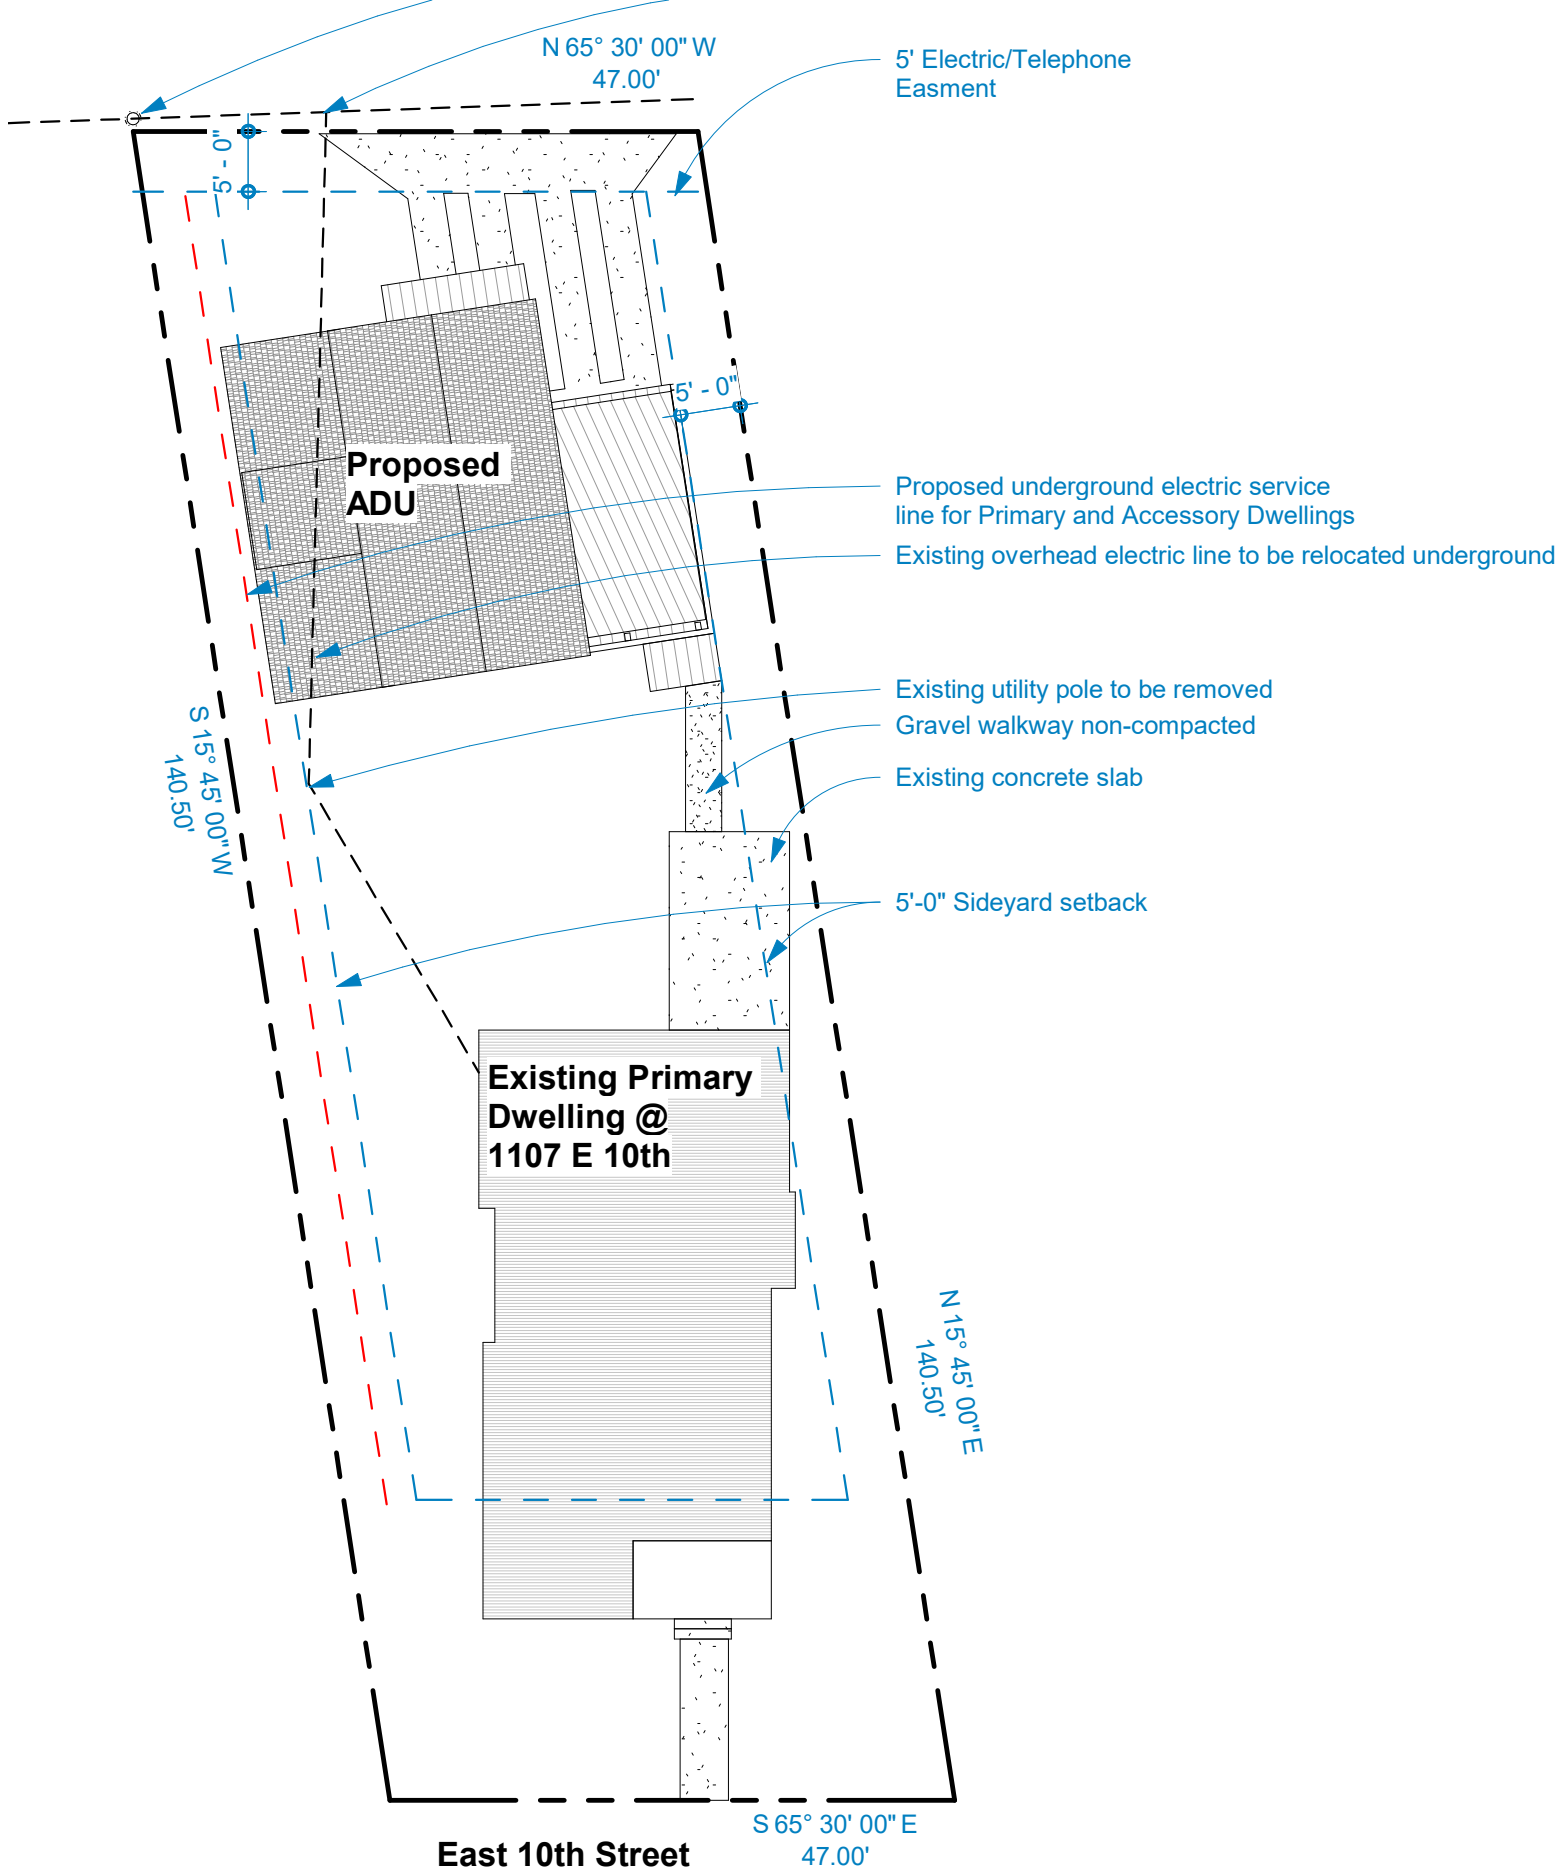 N 65° 30' 00" W
47.00'
5' Electric/Telephone
Easment
5' - 0"
5' - 0"
Proposed
ADU
Proposed underground electric service
line for Primary and Accessory Dwellings
Existing overhead electric line to be relocated underground
Existing utility pole to be removed
Gravel walkway non-compacted
S 15° 45' 00" W
140.50'
Existing concrete slab
5'-0" Sideyard setback
Existing Primary
Dwelling @
1107 E 10th
N 15° 45' 00" E
140.50'
S 65° 30' 00" E
47.00'
East 10th Street